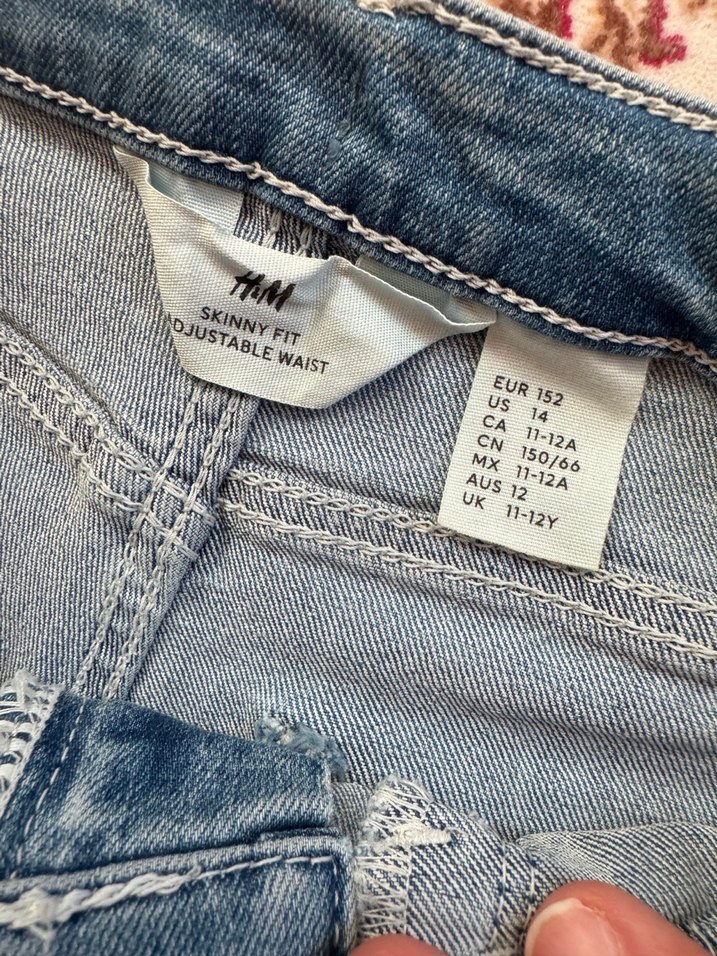 H&M
SKINNY FIT
DJUSTABLE WAIST
EUR 152
US 14
CA 11-12A
CN 150/66
MX 11-12A
AUS 12
UK 11-12Y